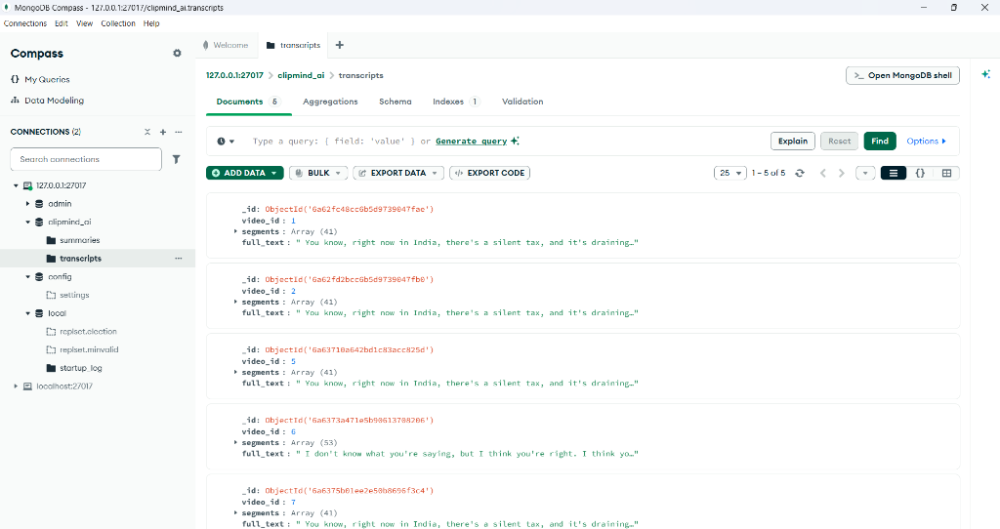 MongoDB Compass - 127.0.0.1:27017/clipmind_ai.transcripts
Connections Edit View Collection Help
Compass
My Queries
Data Modeling
CONNECTIONS (2)
Search connections
127.0.0.1:27017
admin
clipmind_ai
summaries
transcripts
config
settings
local
replset.election
replset.minvalid
startup_log
localhost:27017
Welcome
transcripts
127.0.0.1:27017 > clipmind_ai > transcripts
>_ Open MongoDB shell
Documents 5 Aggregations Schema Indexes 1 Validation
Type a query: { field: 'value' } or Generate query
Explain Reset Find Options
ADD DATA BULK EXPORT DATA EXPORT CODE
25 1 – 5 of 5
_id: ObjectId('6a62fc48cc6b5d9739047fae')
video_id : 1
segments : Array (41)
full_text : " You know, right now in India, there's a silent tax, and it's draining…"
_id: ObjectId('6a62fd2bcc6b5d9739047fb0')
video_id : 2
segments : Array (41)
full_text : " You know, right now in India, there's a silent tax, and it's draining…"
_id: ObjectId('6a63710a642bd1c83acc825d')
video_id : 5
segments : Array (41)
full_text : " You know, right now in India, there's a silent tax, and it's draining…"
_id: ObjectId('6a6373a471e5b90613708206')
video_id : 6
segments : Array (53)
full_text : " I don't know what you're saying, but I think you're right. I think yo…"
_id: ObjectId('6a6375b01ee2e50b8696f3c4')
video_id : 7
segments : Array (41)
full_text : " You know, right now in India, there's a silent tax, and it's draining…"